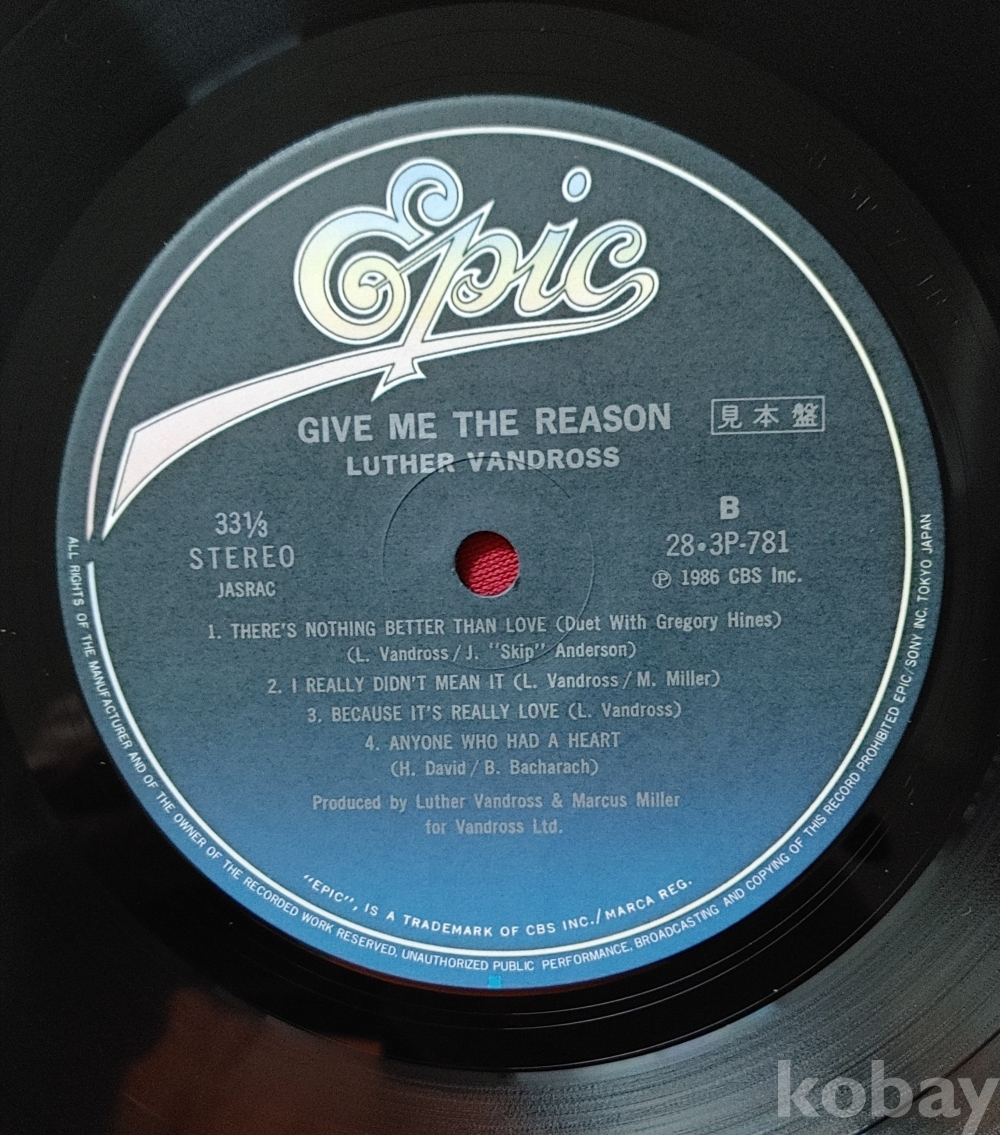 Epic
GIVE ME THE REASON
見本盤
LUTHER VANDROSS
33⅓
STEREO
JASRAC
B
28・3P-781
Ⓟ 1986 CBS Inc.
1. THERE'S NOTHING BETTER THAN LOVE (Duet With Gregory Hines)
(L. Vandross/J. "Skip" Anderson)
2. I REALLY DIDN'T MEAN IT (L. Vandross/M. Miller)
3. BECAUSE IT'S REALLY LOVE (L. Vandross)
4. ANYONE WHO HAD A HEART
(H. David/B. Bacharach)
Produced by Luther Vandross & Marcus Miller
for Vandross Ltd.
"EPIC", IS A TRADEMARK OF CBS INC./MARCA REG.
ALL RIGHTS OF THE MANUFACTURER AND OF THE OWNER OF THE RECORDED WORK RESERVED, UNAUTHORIZED PUBLIC PERFORMANCE, BROADCASTING AND COPYING OF THIS RECORD PROHIBITED EPIC/SONY INC. TOKYO JAPAN
kobay